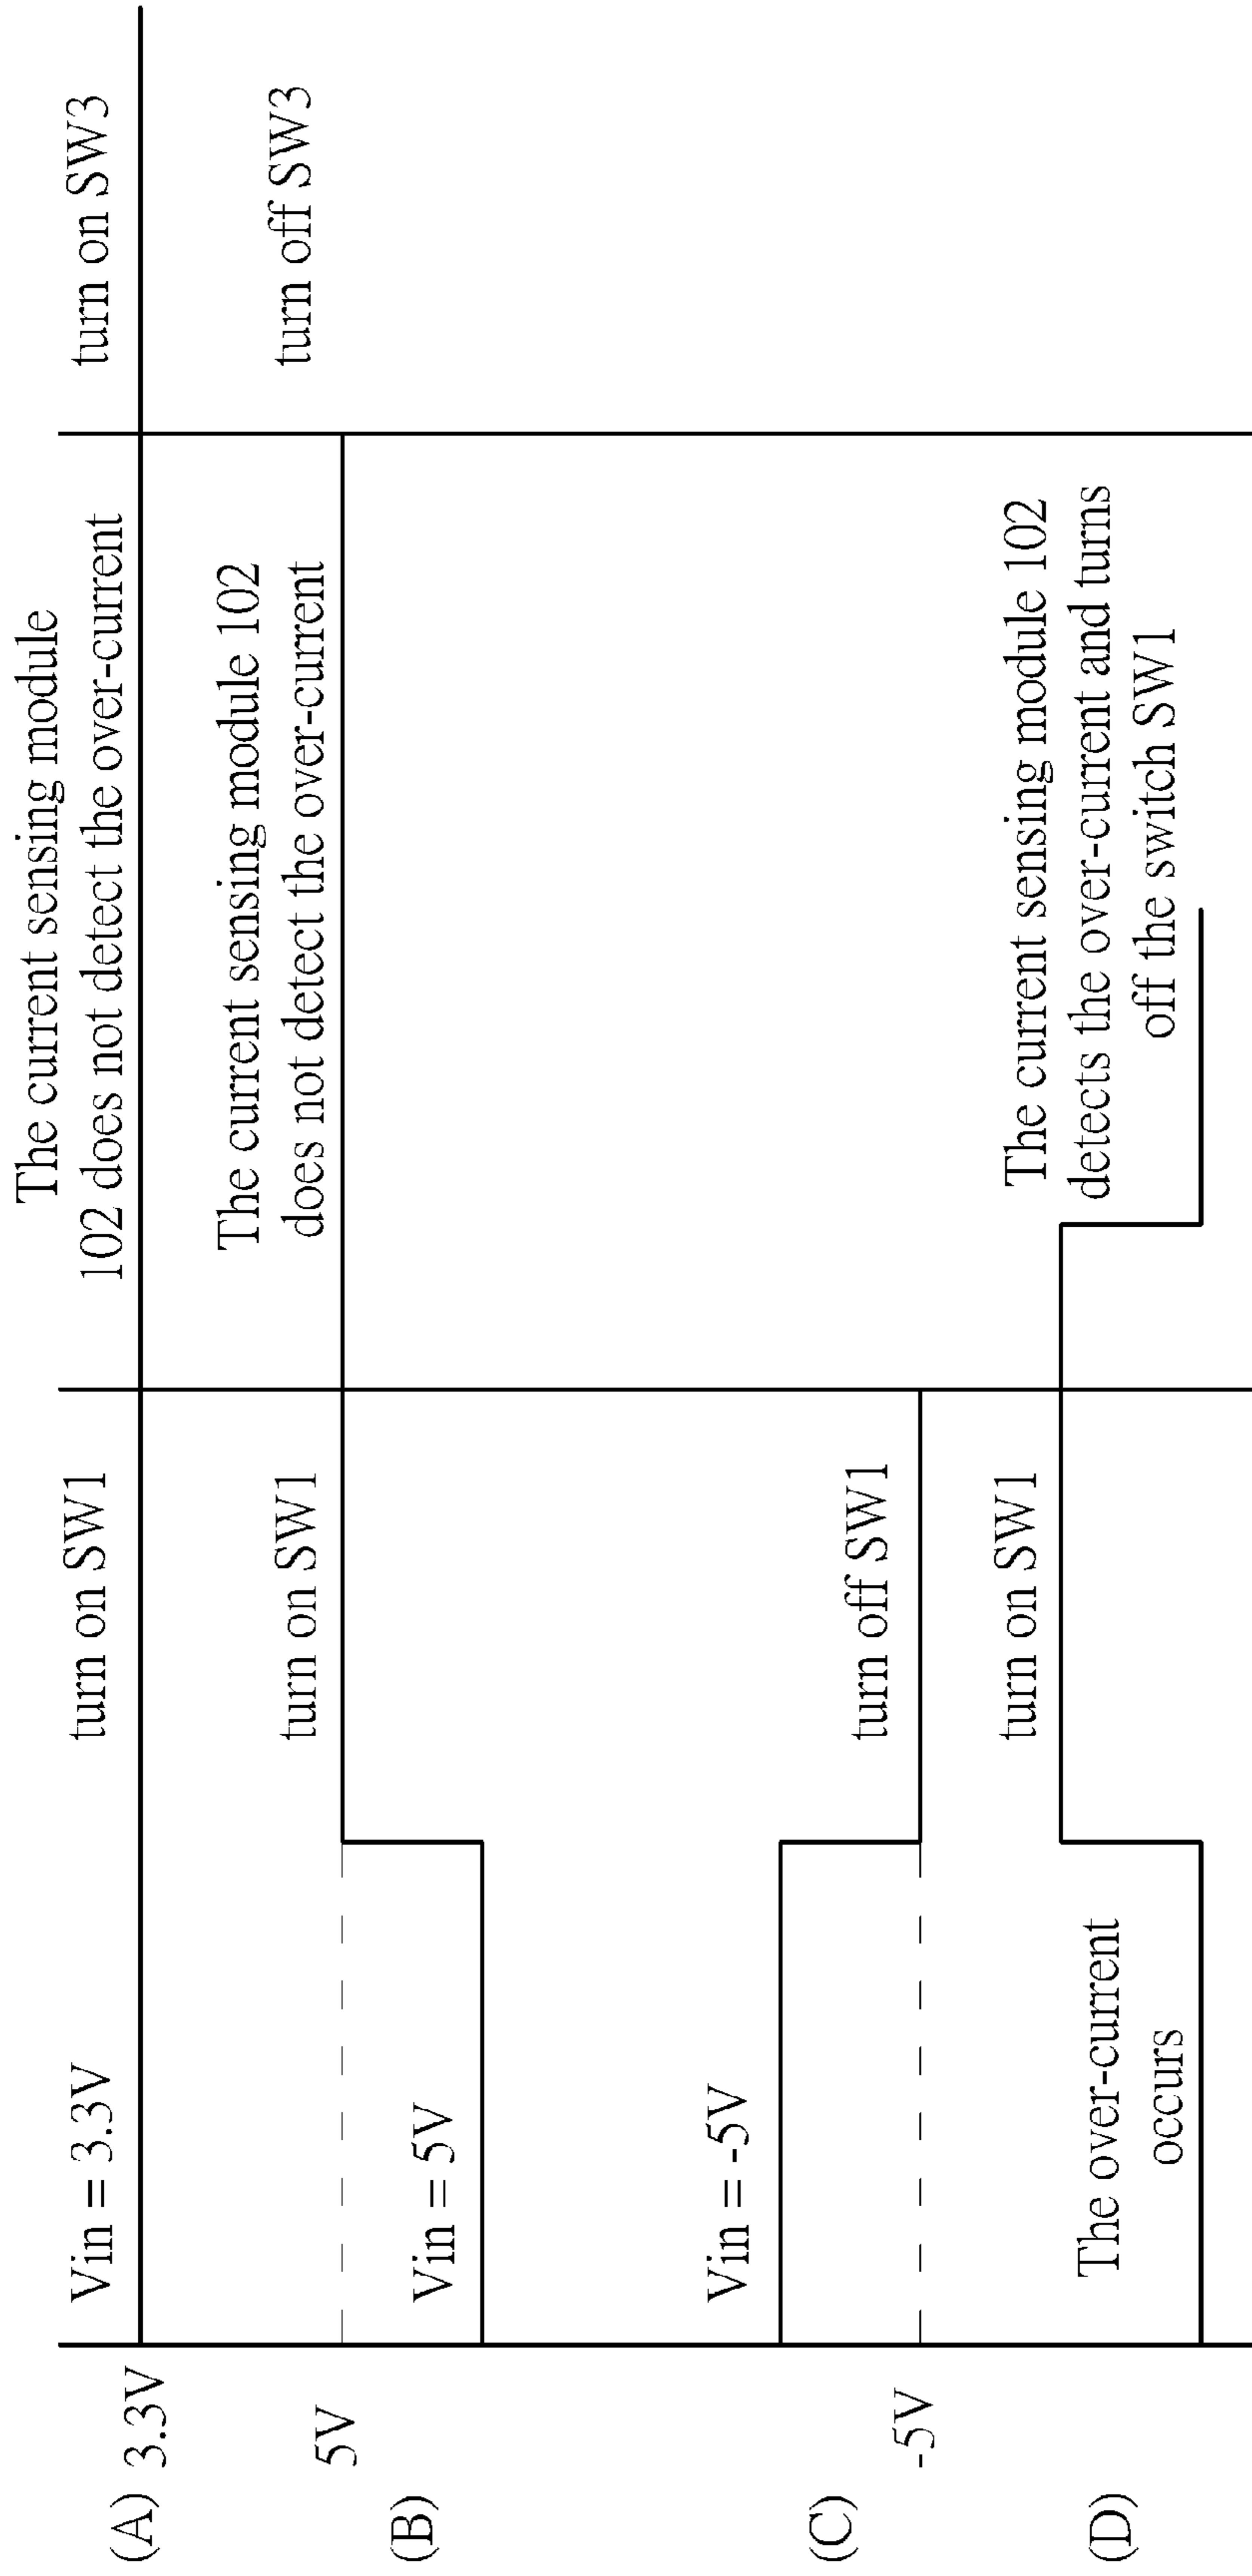 The current sensing module
Vin = 3.3V
turn on SW1
102 does not detect the over-current
turn on SW3
(A)
3.3V
The current sensing module 102
turn on SW1
does not detect the over-current
turn off SW3
5V
(B)
Vin = 5V
Vin = -5V
(C)
turn off SW1
-5V
turn on SW1
The current sensing module 102
detects the over-current and turns
off the switch SW1
(D)
The over-current
occurs